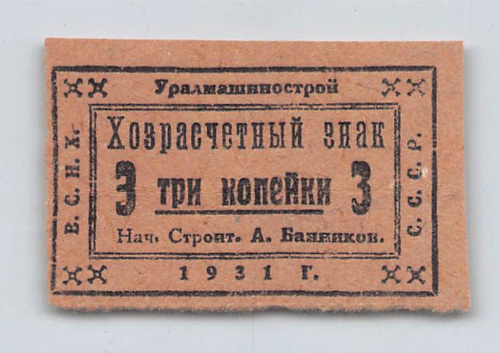 Уралмашинострой
В. С. Н. Х.
Хозрасчетный знак
3 три копейки 3
Нач. Строит. А. Банников.
С. С. С. Р.
1931 г.